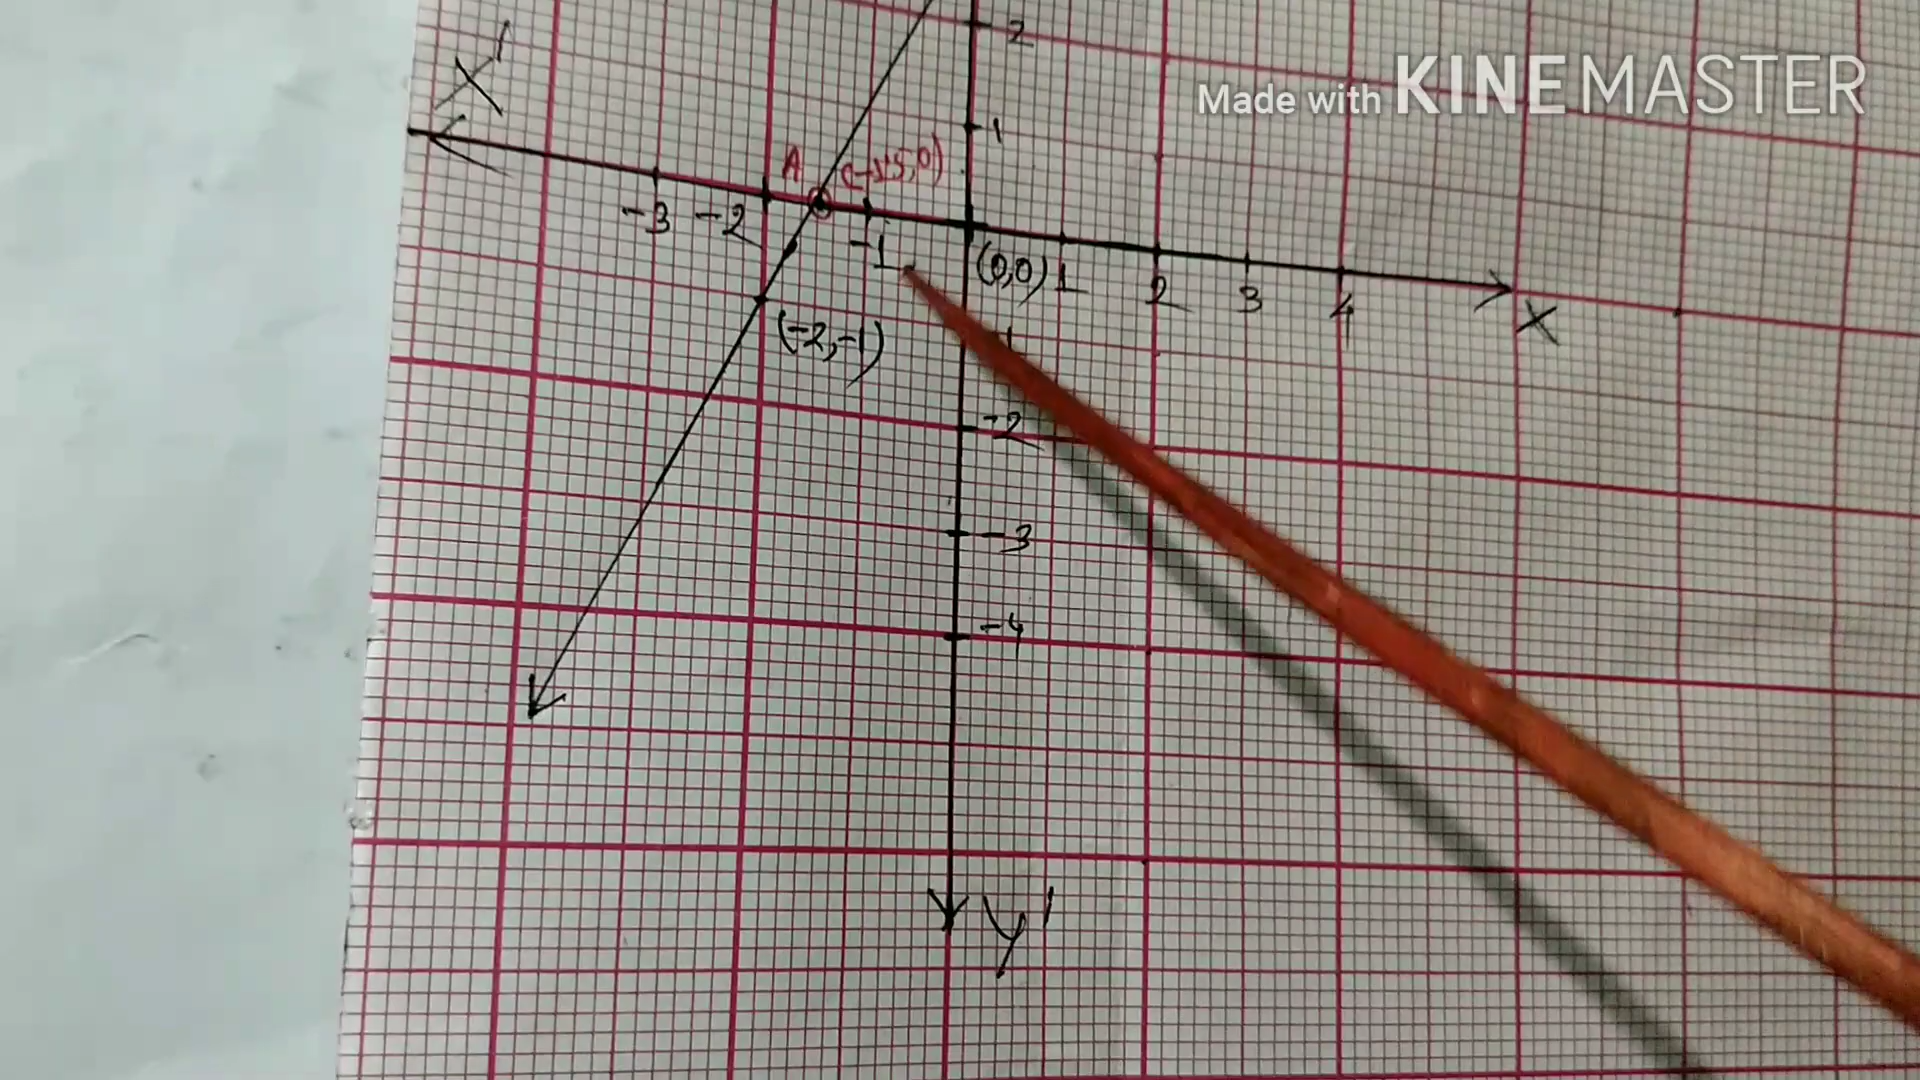 2
X'
Made with KINEMASTER
1
A (-1.5,0)
-3 -2 -1 (0,0) 1 2 3 4 X
(-2,-1)
-2
-3
-4
Y'